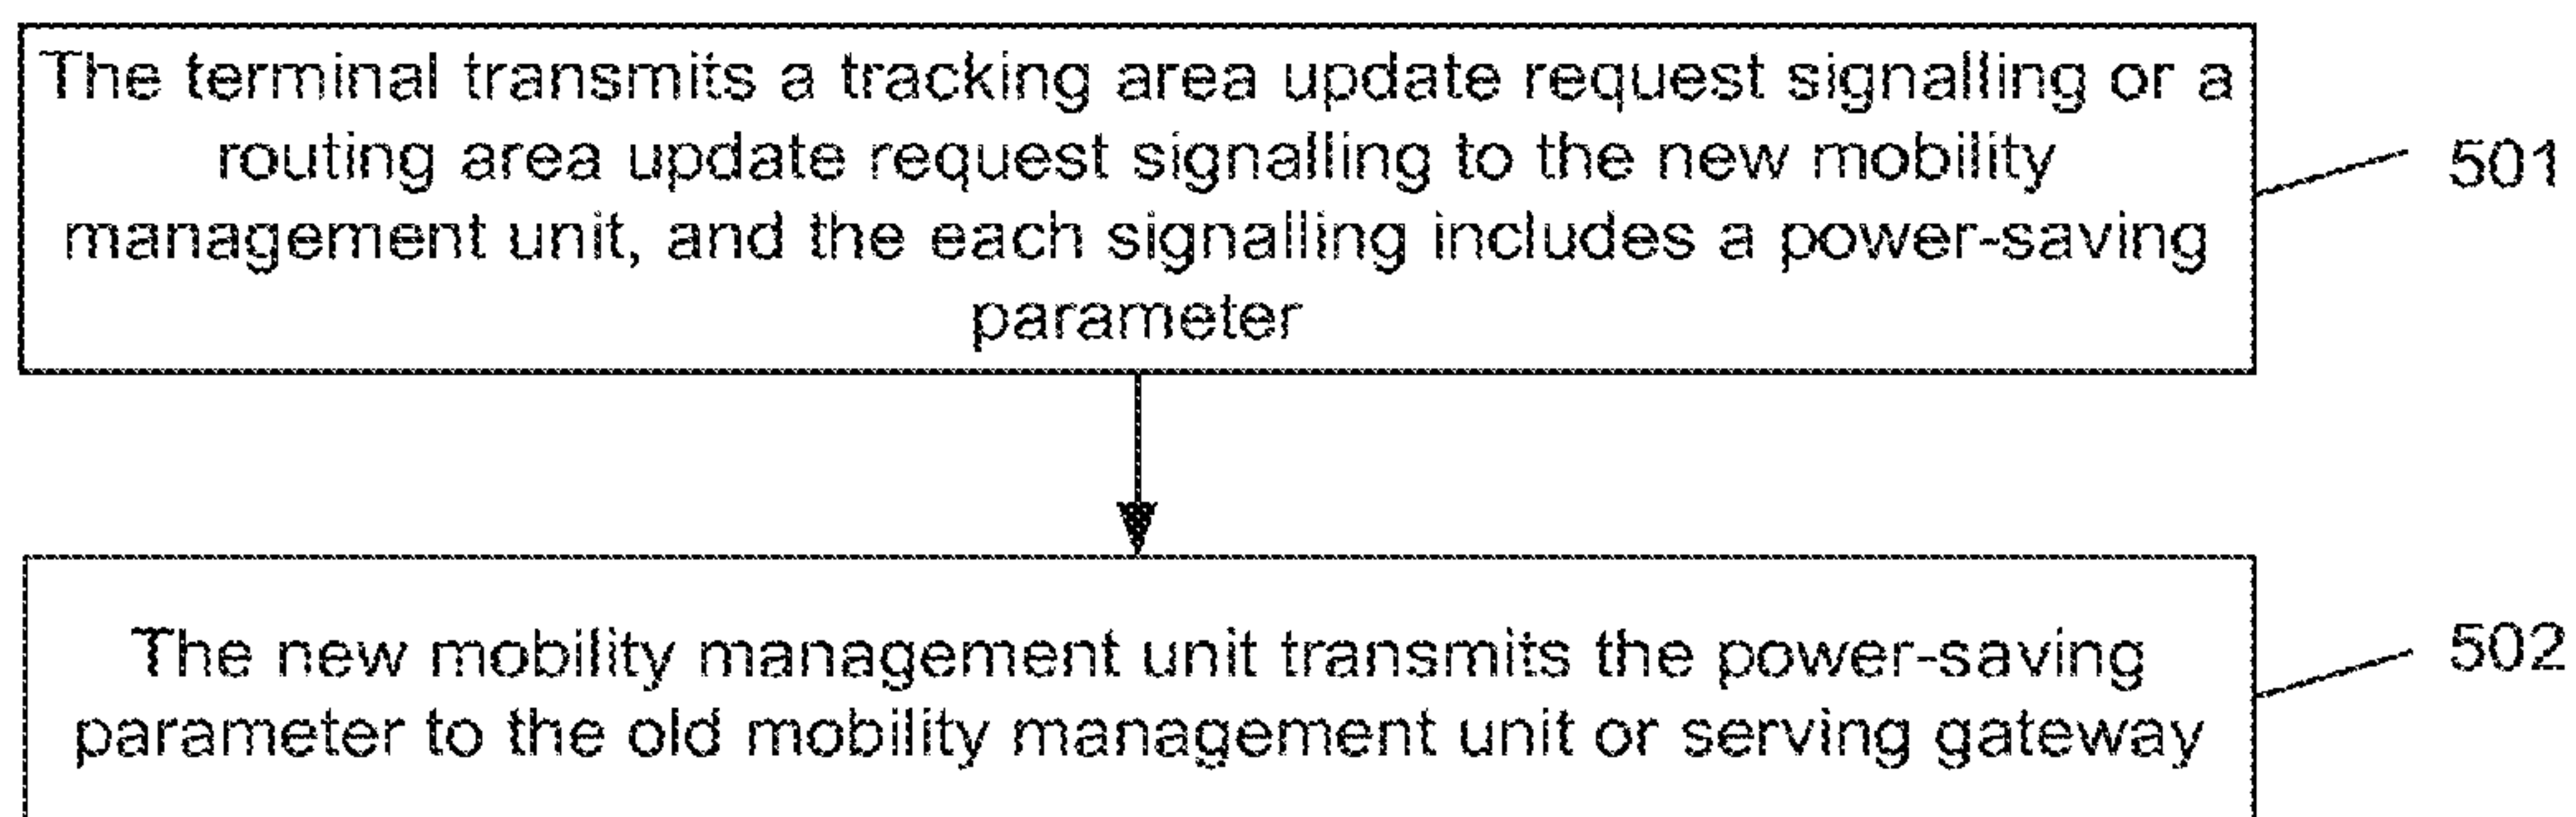 The terminal transmits a tracking area update request signalling or a
routing area update request signalling to the new mobility
management unit, and the each signalling includes a power-saving
parameter
501
The new mobility management unit transmits the power-saving
parameter to the old mobility management unit or serving gateway
502